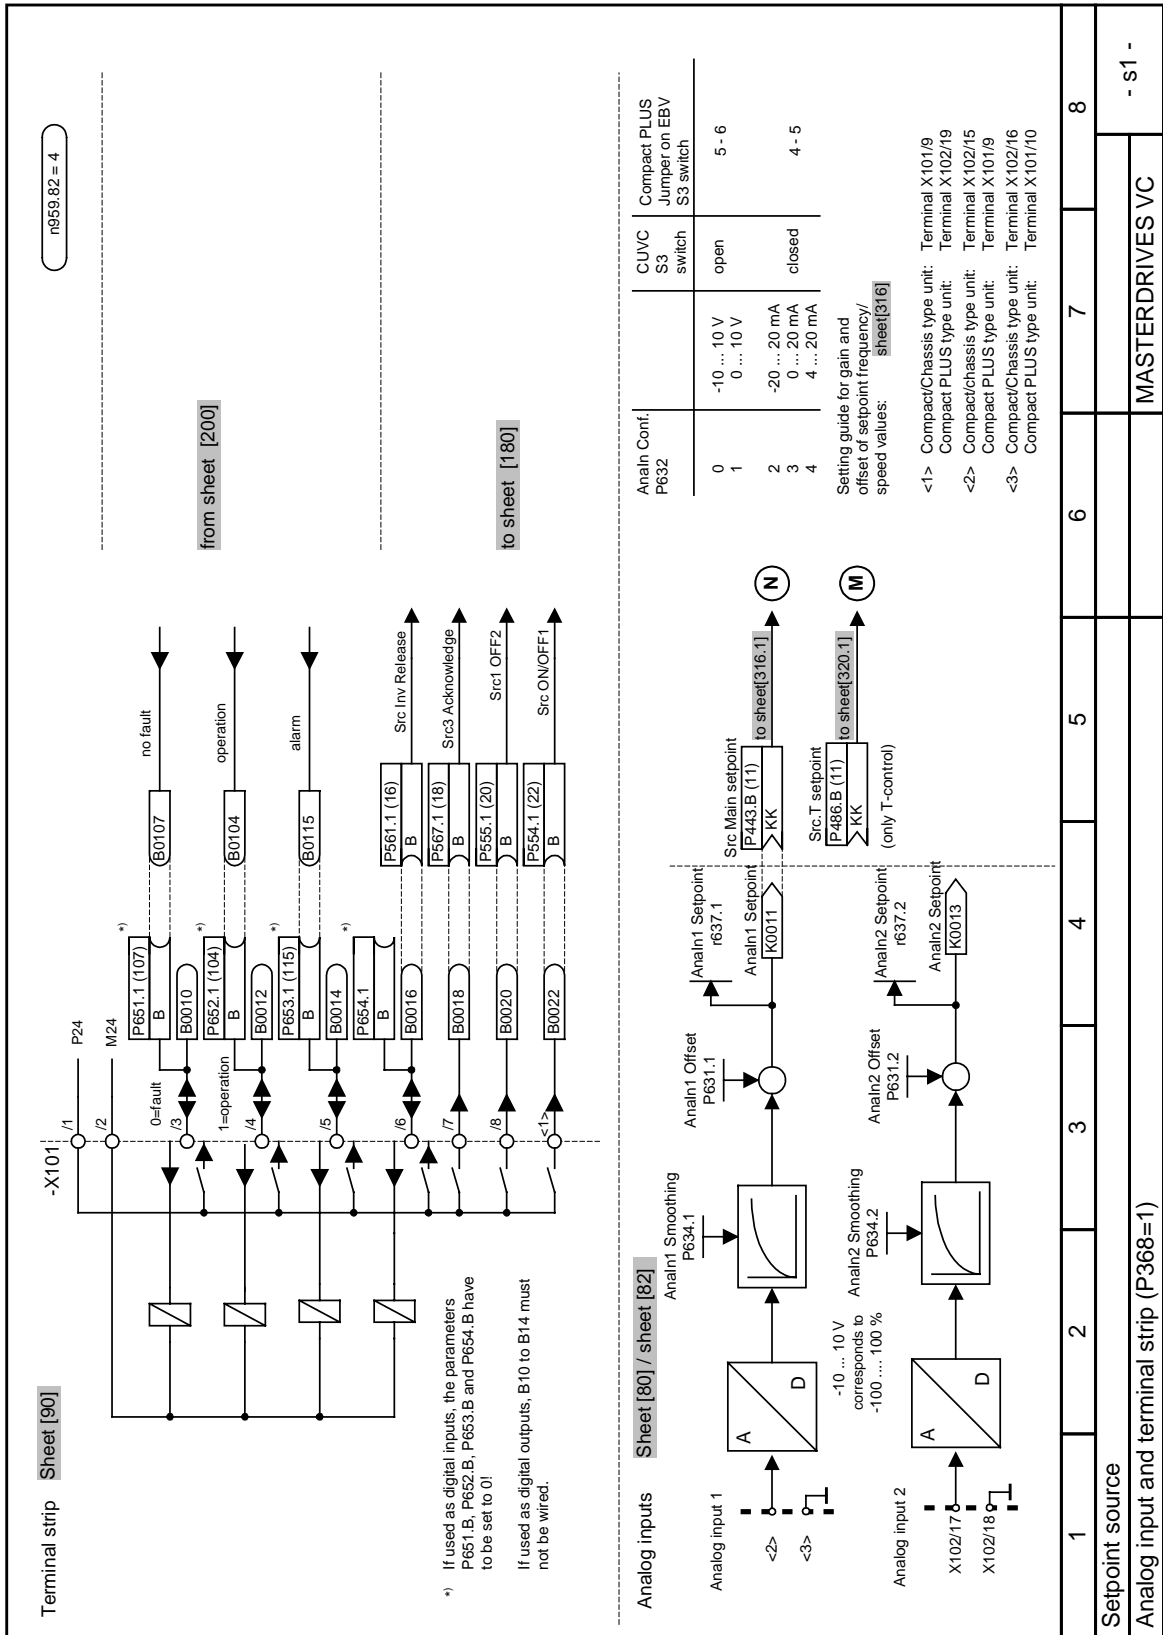 n959.82 = 4
Terminal strip Sheet [90]
-X101
/1
P24
/2
M24
0=fault
/3
P651.1 (107)
*)
B
B0010
B0107
no fault
1=operation
/4
P652.1 (104)
*)
B
B0012
B0104
operation
from sheet [200]
/5
P653.1 (115)
*)
B
B0014
B0115
alarm
/6
P654.1
*)
B
B0016
P561.1 (16)
B
Src Inv Release
/7
B0018
P567.1 (18)
B
Src3 Acknowledge
/8
B0020
P555.1 (20)
B
Src1 OFF2
to sheet [180]
<1>
B0022
P554.1 (22)
B
Src ON/OFF1
*) If used as digital inputs, the parameters
P651.B, P652.B, P653.B and P654.B have
to be set to 0!
If used as digital outputs, B10 to B14 must
not be wired.
Analog inputs Sheet [80] / sheet [82]
Analog input 1
<2>
<3>
A
D
-10 ... 10 V
corresponds to
-100 .... 100 %
AnaIn1 Smoothing
P634.1
AnaIn1 Offset
P631.1
AnaIn1 Setpoint
r637.1
AnaIn1 Setpoint
K0011
Src Main setpoint
P443.B (11)
KK
to sheet[316.1]
N
Src.T setpoint
P486.B (11)
KK
(only T-control)
to sheet[320.1]
M
Analog input 2
X102/17
X102/18
A
D
AnaIn2 Smoothing
P634.2
AnaIn2 Offset
P631.2
AnaIn2 Setpoint
r637.2
AnaIn2 Setpoint
K0013
AnaIn Conf.
P632
CUVC
S3
switch
Compact PLUS
Jumper on EBV
S3 switch
0 -10 ... 10 V open 5 - 6
1 0 ... 10 V
2 -20 ... 20 mA
3 0 ... 20 mA closed 4 - 5
4 4 ... 20 mA
Setting guide for gain and
offset of setpoint frequency/
speed values: sheet[316]
<1> Compact/Chassis type unit: Terminal X101/9
Compact PLUS type unit: Terminal X102/19
<2> Compact/chassis type unit: Terminal X102/15
Compact PLUS type unit: Terminal X101/9
<3> Compact/Chassis type unit: Terminal X102/16
Compact PLUS type unit: Terminal X101/10
1 2 3 4 5 6 7 8
Setpoint source
- s1 -
Analog input and terminal strip (P368=1)
MASTERDRIVES VC